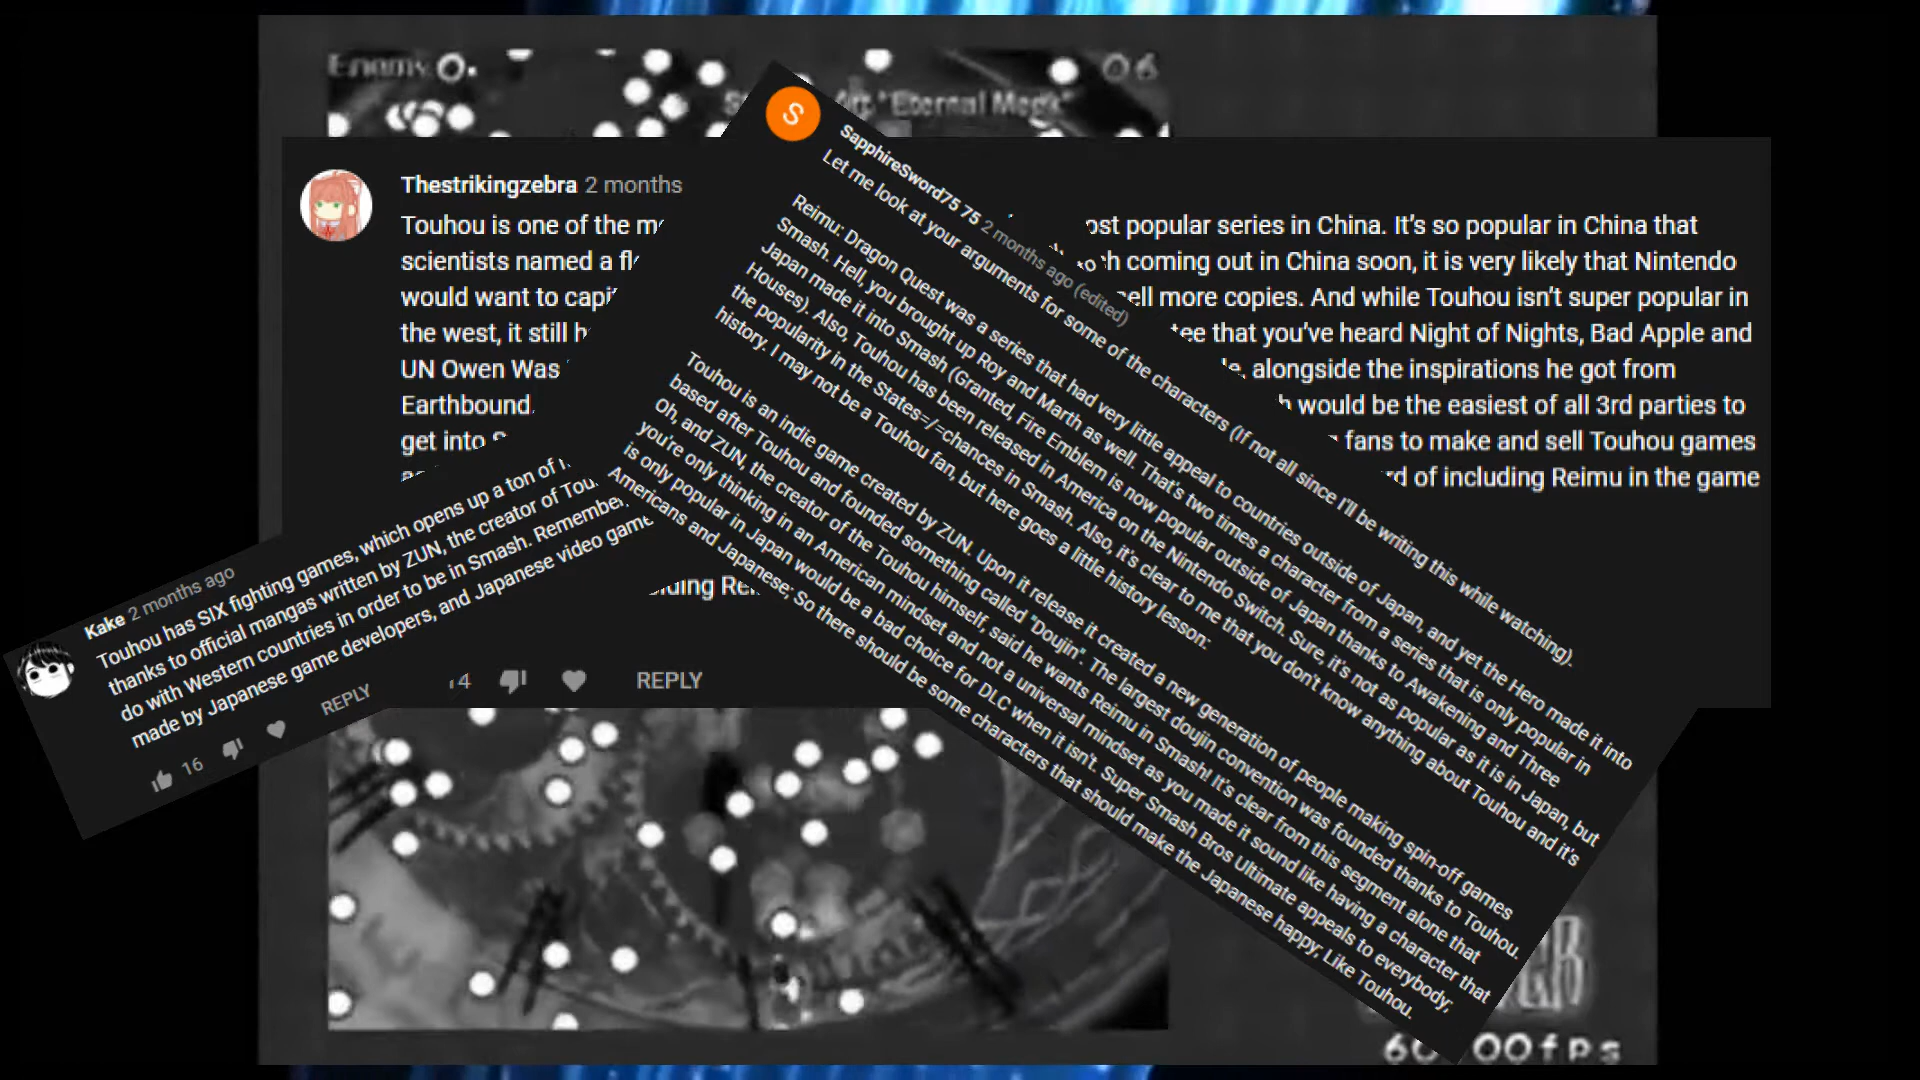 Enemy
06
"Eternal Meek"
Thestrikingzebra 2 months
Touhou is one of the
ost popular series in China. It's so popular in China that
scientists named a
coming out in China soon, it is very likely that Nintendo
would want to
ell more copies. And while Touhou isn't super popular in
the west, it still
that you've heard Night of Nights, Bad Apple and
UN Owen Was
alongside the inspirations he got from
Earthbound.
would be the easiest of all 3rd parties to
get into
fans to make and sell Touhou games
rd of including Reimu in the game
14
REPLY
S
SapphireSword75 75 2 months ago (edited)
Let me look at your arguments for some of the characters (If not all since I'll be writing this while watching).
Reimu: Dragon Quest was a series that had very little appeal to countries outside of Japan, and yet the Hero made it into
Smash. Hell, you brought up Roy and Marth as well. That's two times a character from a series that is only popular in
Japan made it into Smash (Granted, Fire Emblem is now popular outside of Japan thanks to Awakening and Three
Houses). Also, Touhou has been released in America on the Nintendo Switch. Sure, it's not as popular as it is in Japan, but
the popularity in the States=/=chances in Smash. Also, it's clear to me that you don't know anything about Touhou and it's
history. I may not be a Touhou fan, but here goes a little history lesson:
Touhou is an indie game created by ZUN. Upon it release it created a new generation of people making spin-off games
based after Touhou and founded something called "Doujin". The largest doujin convention was founded thanks to Touhou.
Oh, and ZUN, the creator of the Touhou himself, said he wants Reimu in Smash! It's clear from this segment alone that
you're only thinking in an American mindset and not a universal mindset as you made it sound like having a character that
is only popular in Japan would be a bad choice for DLC when it isn't. Super Smash Bros Ultimate appeals to everybody;
Americans and Japanese; So there should be some characters that should make the Japanese happy; Like Touhou.
Kake 2 months ago
Touhou has SIX fighting games, which opens up a ton of
thanks to official mangas written by ZUN, the creator of Tou
do with Western countries in order to be in Smash. Remember,
made by Japanese game developers, and Japanese video game
16
REPLY
60 00fps